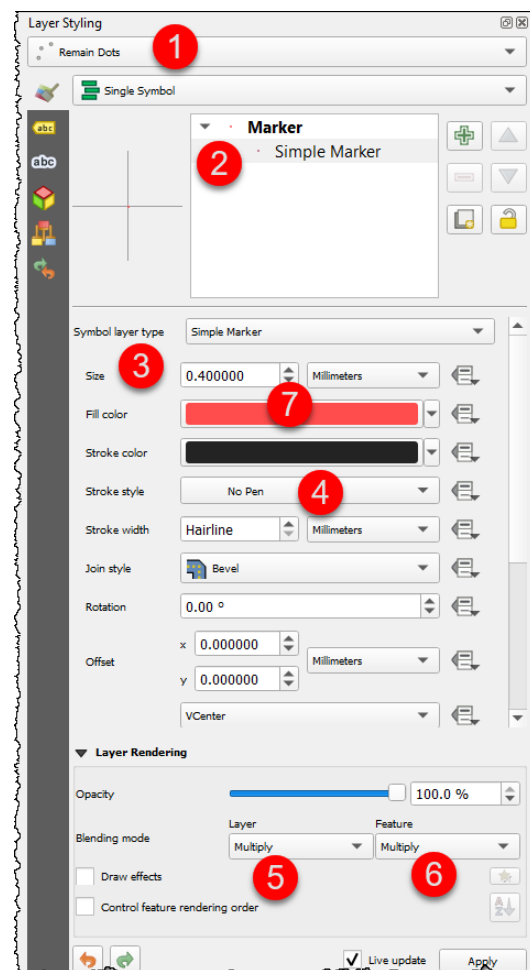 Layer Styling
Remain Dots
1
Single Symbol
abc
abc
Marker
Simple Marker
2
Symbol layer type Simple Marker
3
Size 0.400000 Millimeters
7
Fill color
Stroke color
Stroke style No Pen
4
Stroke width Hairline Millimeters
Join style Bevel
Rotation 0.00 °
x 0.000000
Offset Millimeters
y 0.000000
VCenter
Layer Rendering
Opacity 100.0 %
Layer Feature
Blending mode Multiply Multiply
5 6
Draw effects
Control feature rendering order
A
Z
Live update Apply